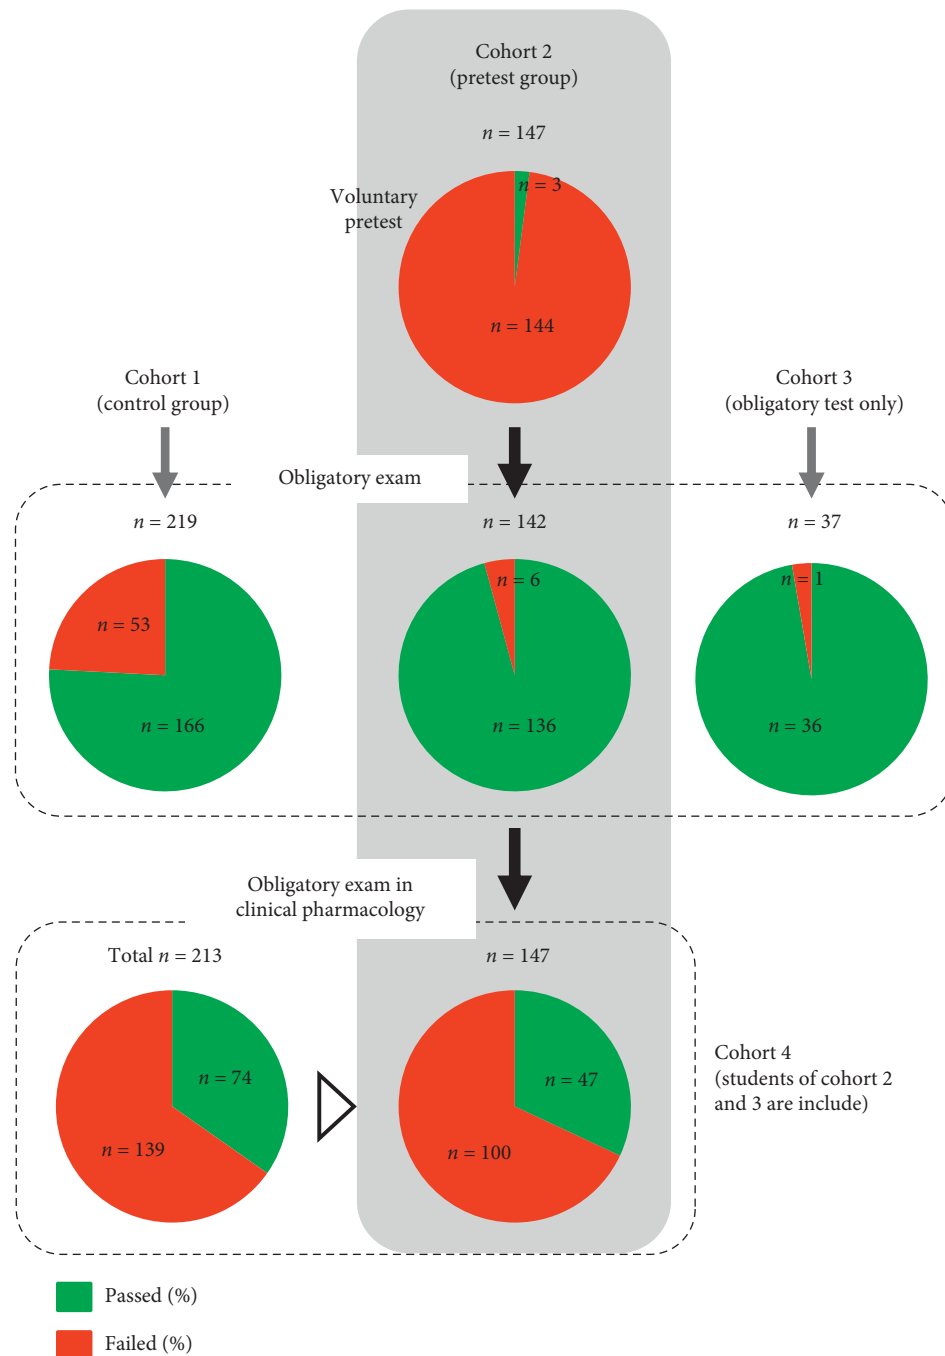 Cohort 2
(pretest group)
n = 147
Voluntary
pretest
n = 3
n = 144
Cohort 1
(control group)
Cohort 3
(obligatory test only)
Obligatory exam
n = 219
n = 142
n = 37
n = 53
n = 6
n = 1
n = 166
n = 136
n = 36
Obligatory exam in
clinical pharmacology
Total n = 213
n = 147
n = 74
n = 47
n = 139
n = 100
Cohort 4
(students of cohort 2
and 3 are include)
Passed (%)
Failed (%)